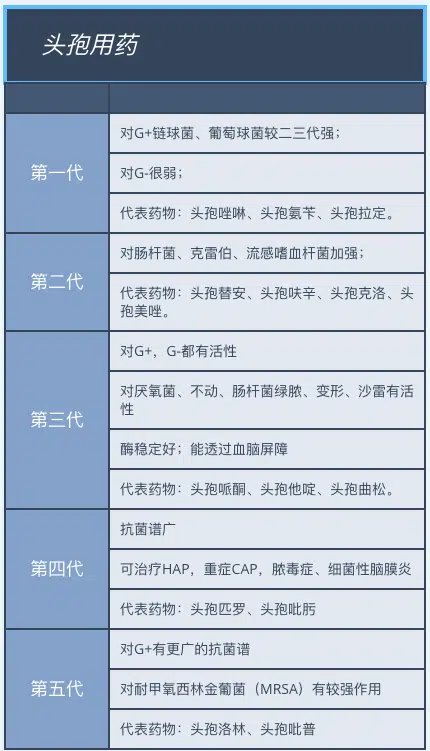 头孢用药
第一代
对G+链球菌、葡萄球菌较二三代强；
对G-很弱；
代表药物：头孢唑啉、头孢氨苄、头孢拉定。
第二代
对肠杆菌、克雷伯、流感嗜血杆菌加强；
代表药物：头孢替安、头孢呋辛、头孢克洛、头
孢美唑。
第三代
对G+，G-都有活性
对厌氧菌、不动、肠杆菌绿脓、变形、沙雷有活
性
酶稳定好；能透过血脑屏障
代表药物：头孢哌酮、头孢他啶、头孢曲松。
第四代
抗菌谱广
可治疗HAP，重症CAP，脓毒症、细菌性脑膜炎
代表药物：头孢匹罗、头孢吡肟
第五代
对G+有更广的抗菌谱
对耐甲氧西林金葡菌（MRSA）有较强作用
代表药物：头孢洛林、头孢吡普